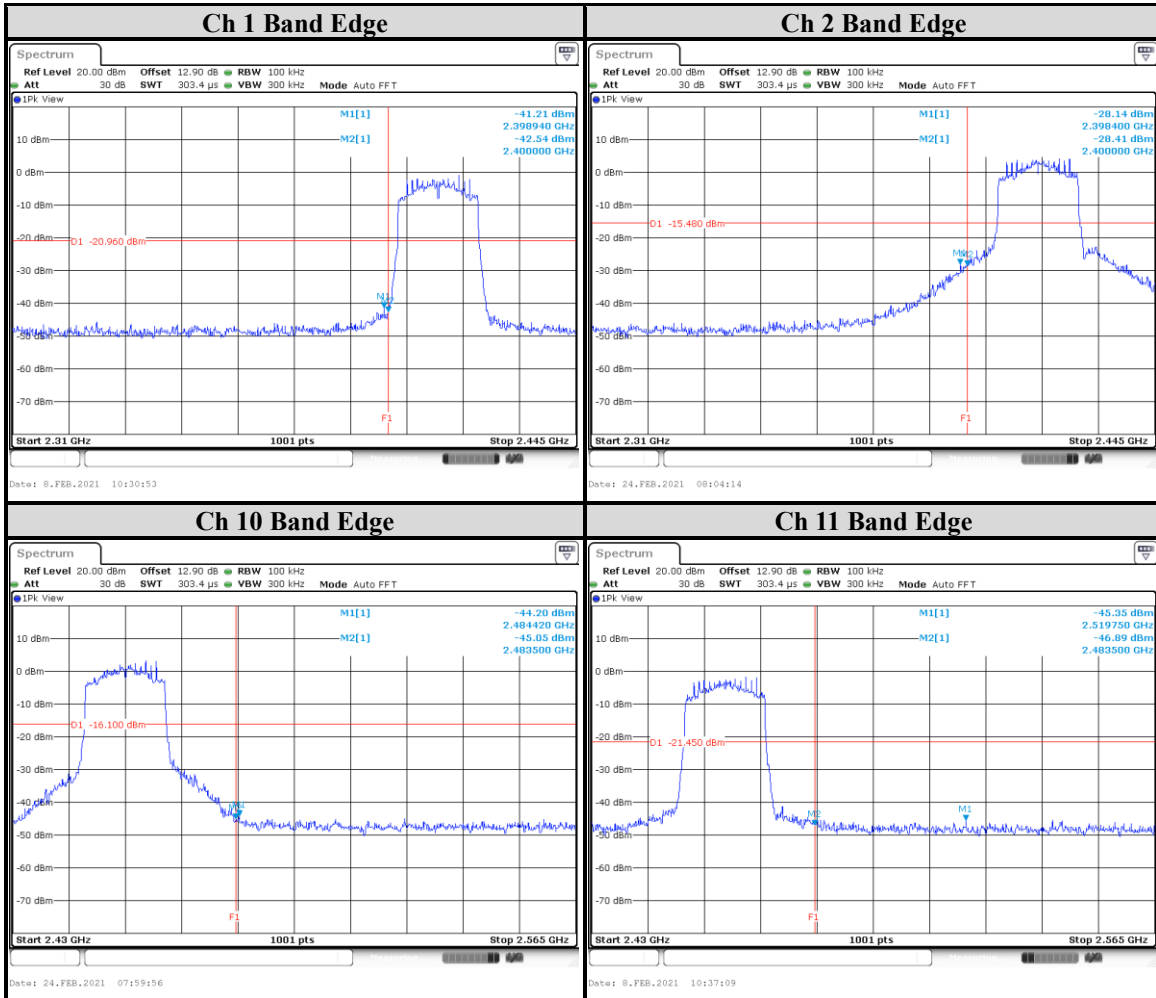 Ch 1 Band Edge
Spectrum
Ref Level 20.00 dBm Offset 12.90 dB RBW 100 kHz
Att 30 dB SWT 303.4 µs VBW 300 kHz Mode Auto FFT
1Pk View
M1[1] -41.21 dBm
2.398940 GHz
10 dBm
M2[1] -42.54 dBm
2.400000 GHz
0 dBm
-10 dBm
-20 dBm
D1 -20.960 dBm
-30 dBm
M1
-40 dBm
-50 dBm
-60 dBm
-70 dBm
F1
Start 2.31 GHz 1001 pts Stop 2.445 GHz
Date: 8.FEB.2021 10:30:53
Ch 2 Band Edge
Spectrum
Ref Level 20.00 dBm Offset 12.90 dB RBW 100 kHz
Att 30 dB SWT 303.4 µs VBW 300 kHz Mode Auto FFT
1Pk View
M1[1] -28.14 dBm
2.398400 GHz
10 dBm
M2[1] -28.41 dBm
2.400000 GHz
0 dBm
-10 dBm
D1 -15.480 dBm
-20 dBm
M2
-30 dBm
-40 dBm
-50 dBm
-60 dBm
-70 dBm
F1
Start 2.31 GHz 1001 pts Stop 2.445 GHz
Date: 24.FEB.2021 08:04:14
Ch 10 Band Edge
Spectrum
Ref Level 20.00 dBm Offset 12.90 dB RBW 100 kHz
Att 30 dB SWT 303.4 µs VBW 300 kHz Mode Auto FFT
1Pk View
M1[1] -44.20 dBm
2.484420 GHz
10 dBm
M2[1] -45.05 dBm
2.483500 GHz
0 dBm
-10 dBm
D1 -16.100 dBm
-20 dBm
-30 dBm
-40 dBm
-50 dBm
-60 dBm
-70 dBm
F1
Start 2.43 GHz 1001 pts Stop 2.565 GHz
Date: 24.FEB.2021 07:59:56
Ch 11 Band Edge
Spectrum
Ref Level 20.00 dBm Offset 12.90 dB RBW 100 kHz
Att 30 dB SWT 303.4 µs VBW 300 kHz Mode Auto FFT
1Pk View
M1[1] -45.35 dBm
2.519750 GHz
10 dBm
M2[1] -46.89 dBm
2.483500 GHz
0 dBm
-10 dBm
-20 dBm
D1 -21.450 dBm
-30 dBm
-40 dBm
M2 M1
-50 dBm
-60 dBm
-70 dBm
F1
Start 2.43 GHz 1001 pts Stop 2.565 GHz
Date: 8.FEB.2021 10:37:09